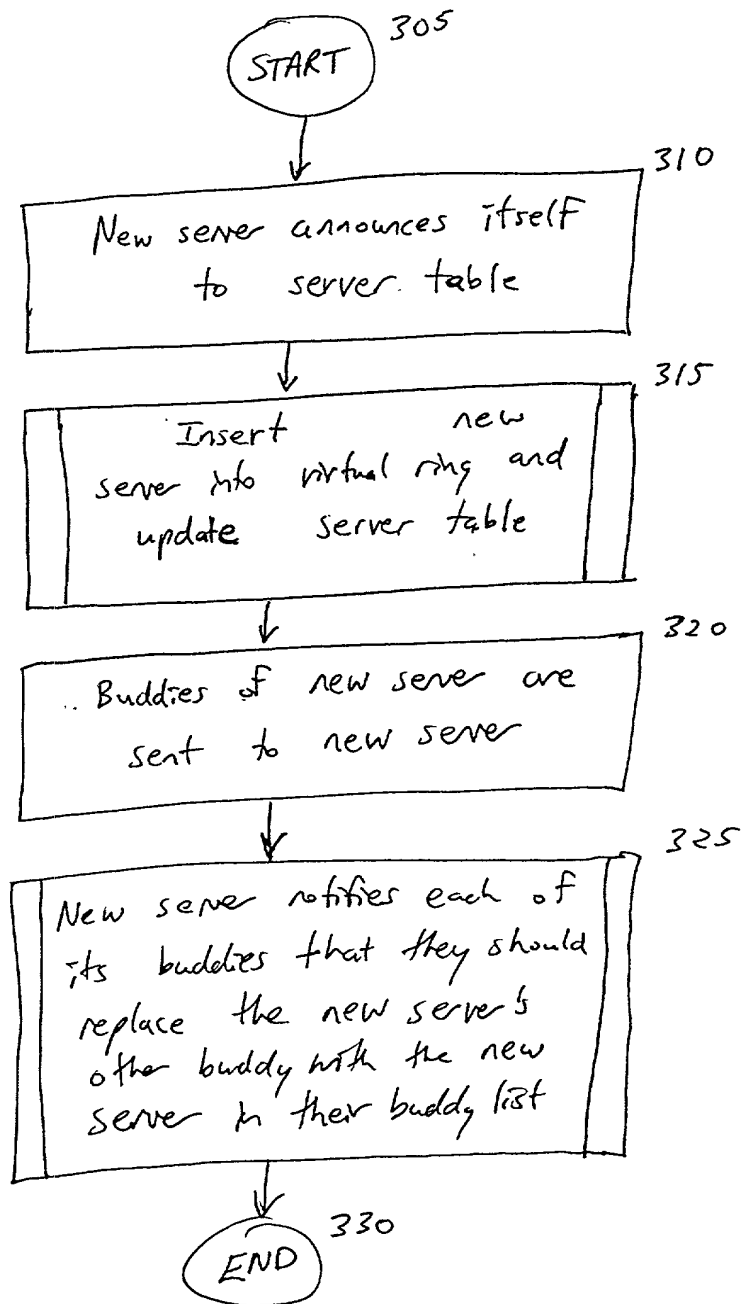 305
START
310
New server announces itself
to server table
315
Insert new
server into virtual ring and
update server table
320
Buddies of new server are
sent to new server
325
New server notifies each of
its buddies that they should
replace the new server's
other buddy with the new
server in their buddy list
330
END